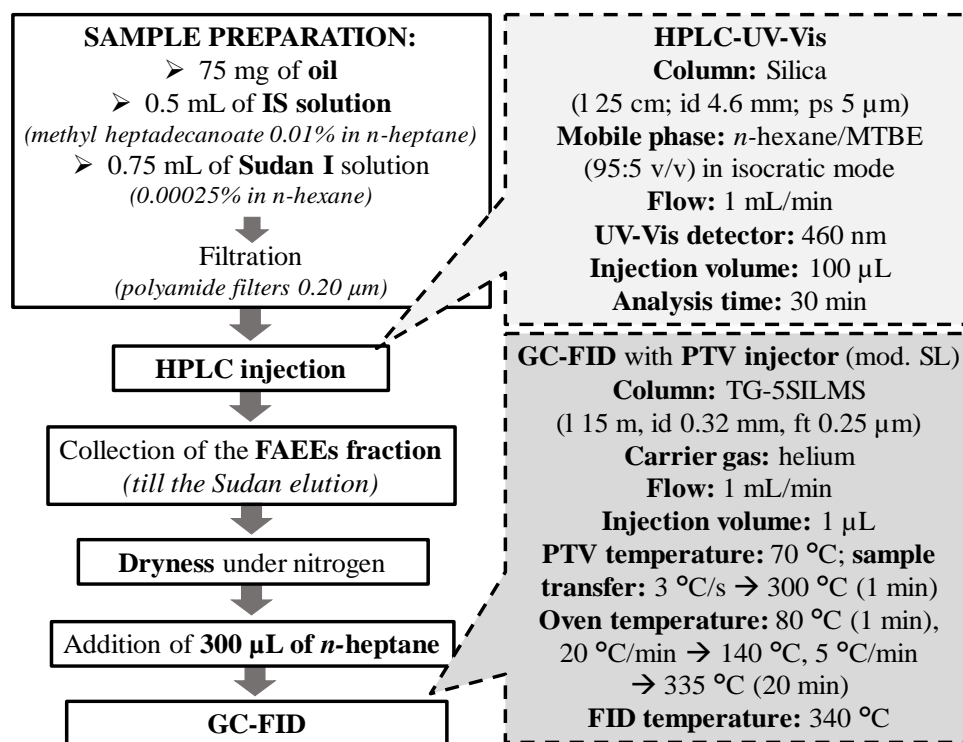 SAMPLE PREPARATION:
➢ 75 mg of oil
➢ 0.5 mL of IS solution
(methyl heptadecanoate 0.01% in n-heptane)
➢ 0.75 mL of Sudan I solution
(0.00025% in n-hexane)
Filtration
(polyamide filters 0.20 µm)
HPLC injection
Collection of the FAEEs fraction
(till the Sudan elution)
Dryness under nitrogen
Addition of 300 µL of n-heptane
GC-FID
HPLC-UV-Vis
Column: Silica
(l 25 cm; id 4.6 mm; ps 5 µm)
Mobile phase: n-hexane/MTBE
(95:5 v/v) in isocratic mode
Flow: 1 mL/min
UV-Vis detector: 460 nm
Injection volume: 100 µL
Analysis time: 30 min
GC-FID with PTV injector (mod. SL)
Column: TG-5SILMS
(l 15 m, id 0.32 mm, ft 0.25 µm)
Carrier gas: helium
Flow: 1 mL/min
Injection volume: 1 µL
PTV temperature: 70 °C; sample
transfer: 3 °C/s → 300 °C (1 min)
Oven temperature: 80 °C (1 min),
20 °C/min → 140 °C, 5 °C/min
→ 335 °C (20 min)
FID temperature: 340 °C